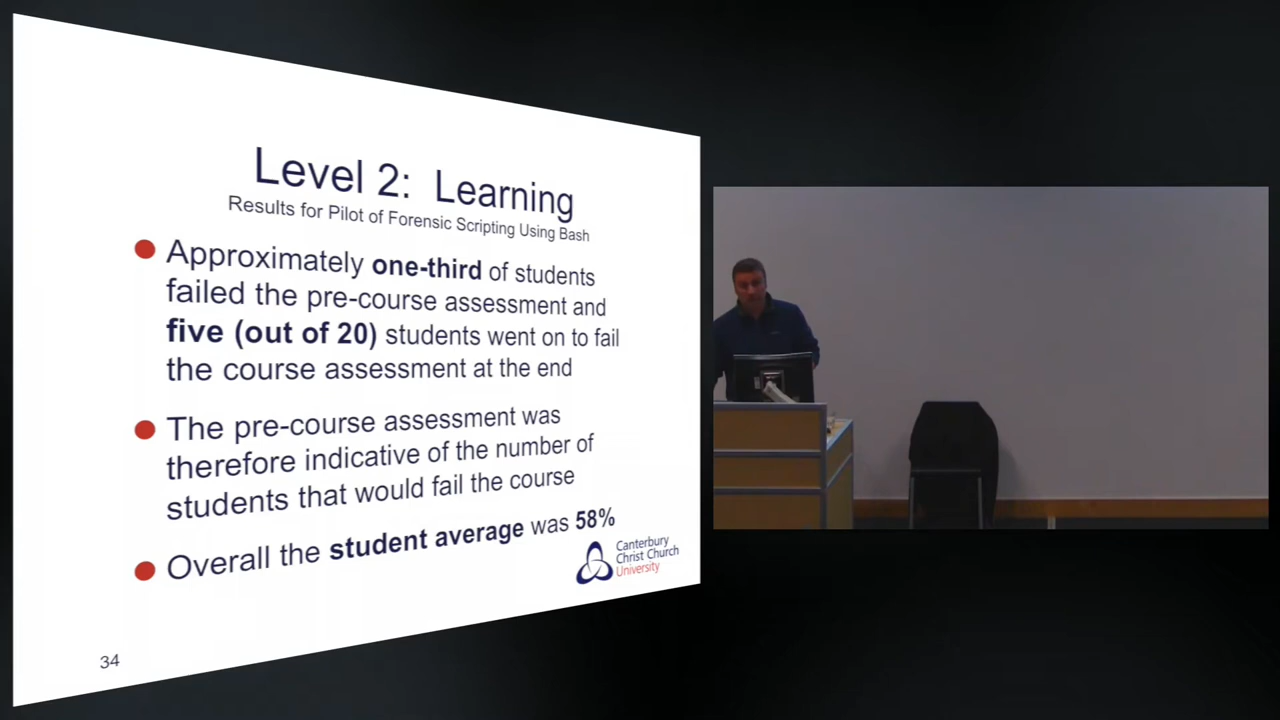 Level 2: Learning
Results for Pilot of Forensic Scripting Using Bash
Approximately one-third of students
failed the pre-course assessment and
five (out of 20) students went on to fail
the course assessment at the end
The pre-course assessment was
therefore indicative of the number of
students that would fail the course
Overall the student average was 58%
Canterbury
Christ Church
University
34